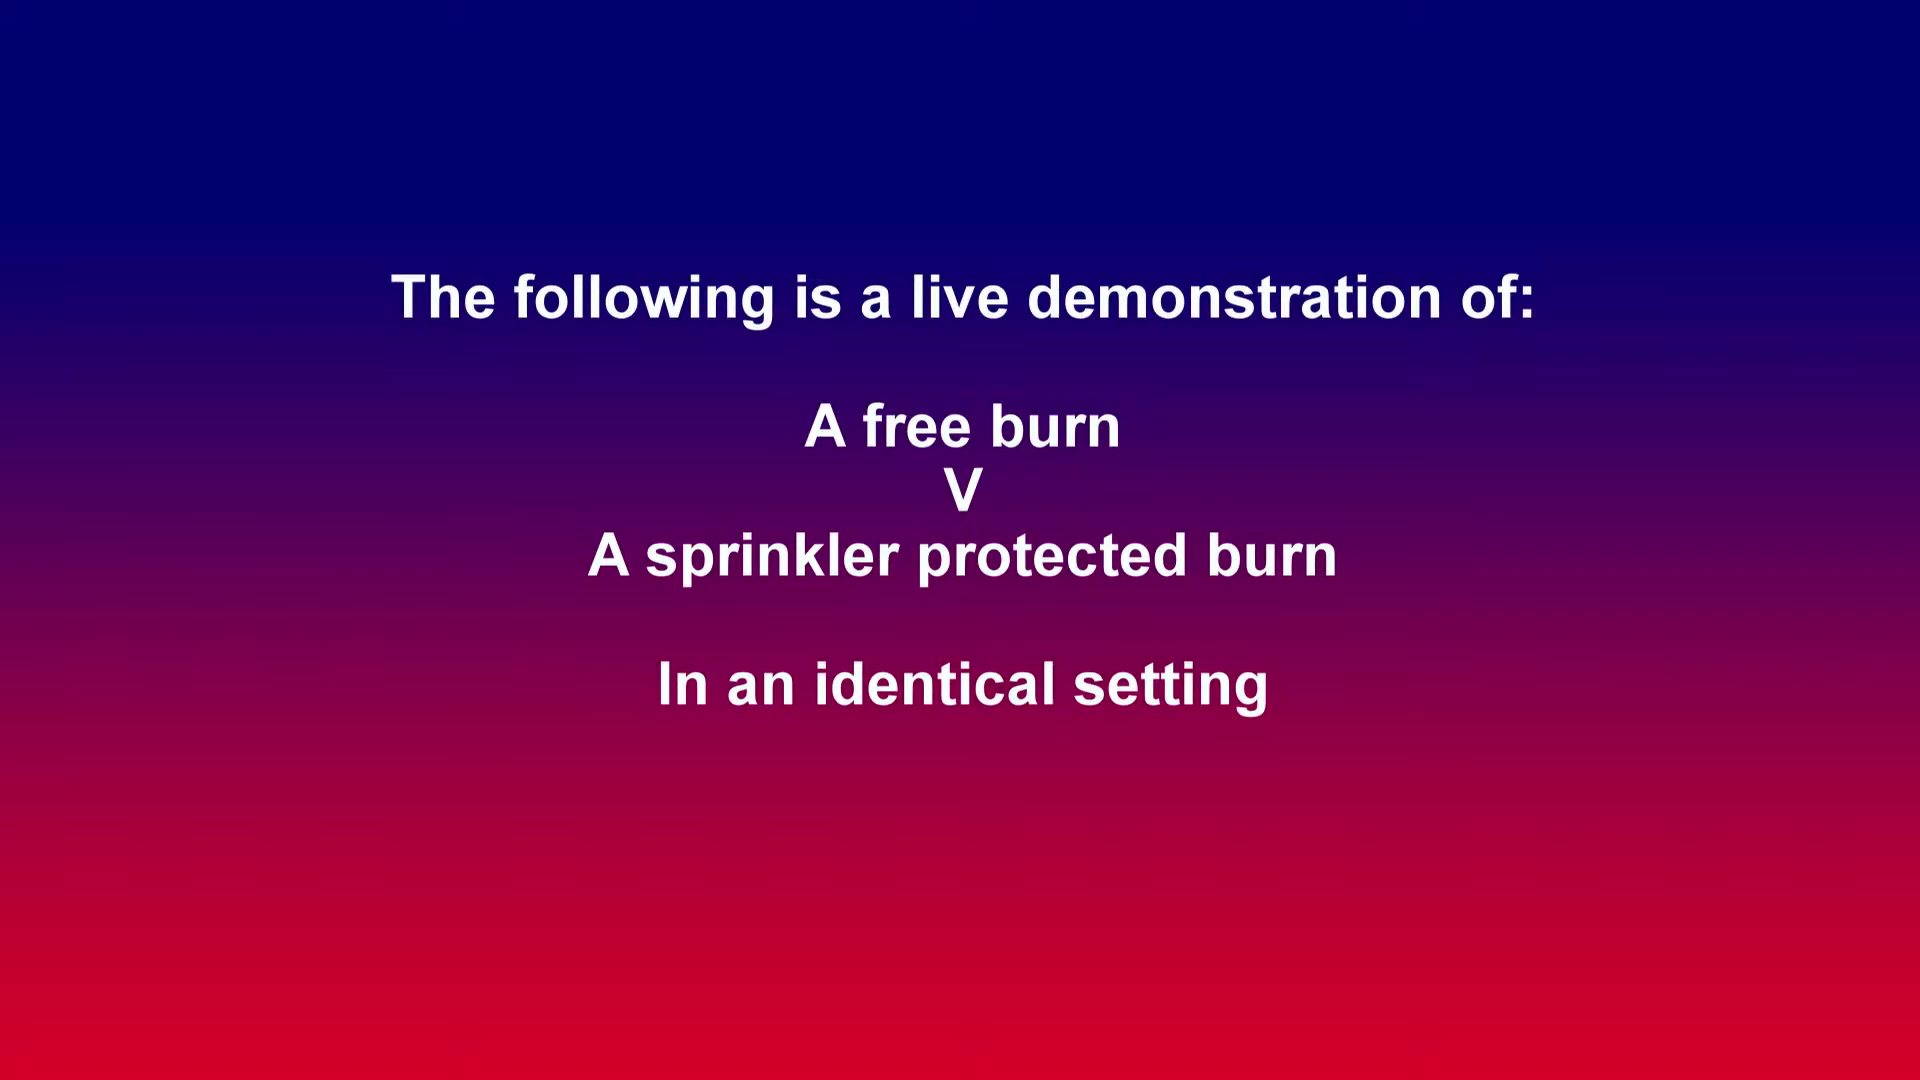 The following is a live demonstration of:
A free burn
V
A sprinkler protected burn
In an identical setting